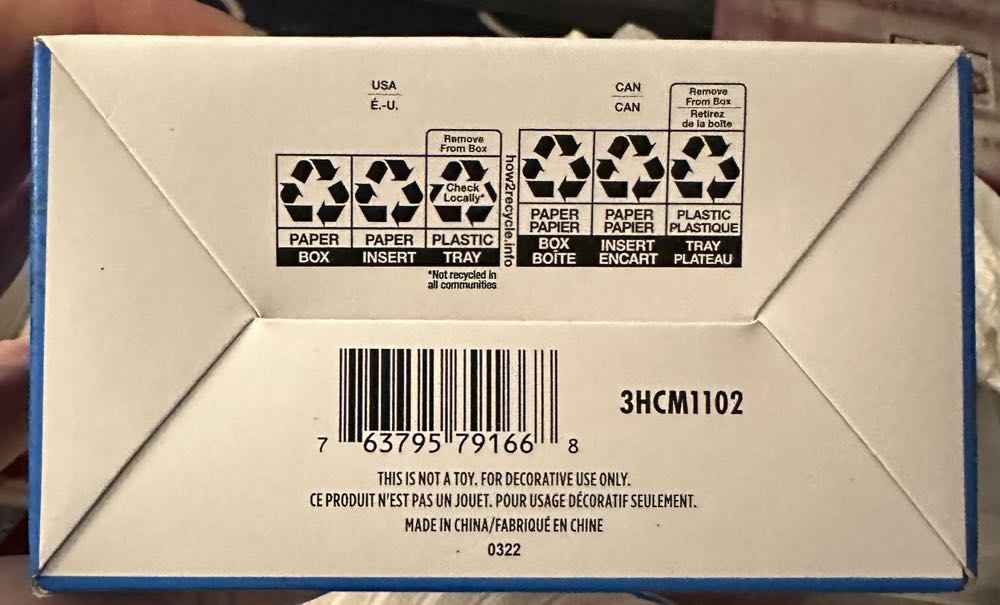 USA
É.-U.
Remove
From Box
Check
Locally*
PAPER
BOX
PAPER
INSERT
PLASTIC
TRAY
*Not recycled in
all communities
how2recycle.info
CAN
CAN
Remove
From Box
Retirez
de la boîte
PAPER
PAPIER
BOX
BOÎTE
PAPER
PAPIER
INSERT
ENCART
PLASTIC
PLASTIQUE
TRAY
PLATEAU
7 63795 79166 8
3HCM1102
THIS IS NOT A TOY. FOR DECORATIVE USE ONLY.
CE PRODUIT N'EST PAS UN JOUET. POUR USAGE DÉCORATIF SEULEMENT.
MADE IN CHINA/FABRIQUÉ EN CHINE
0322